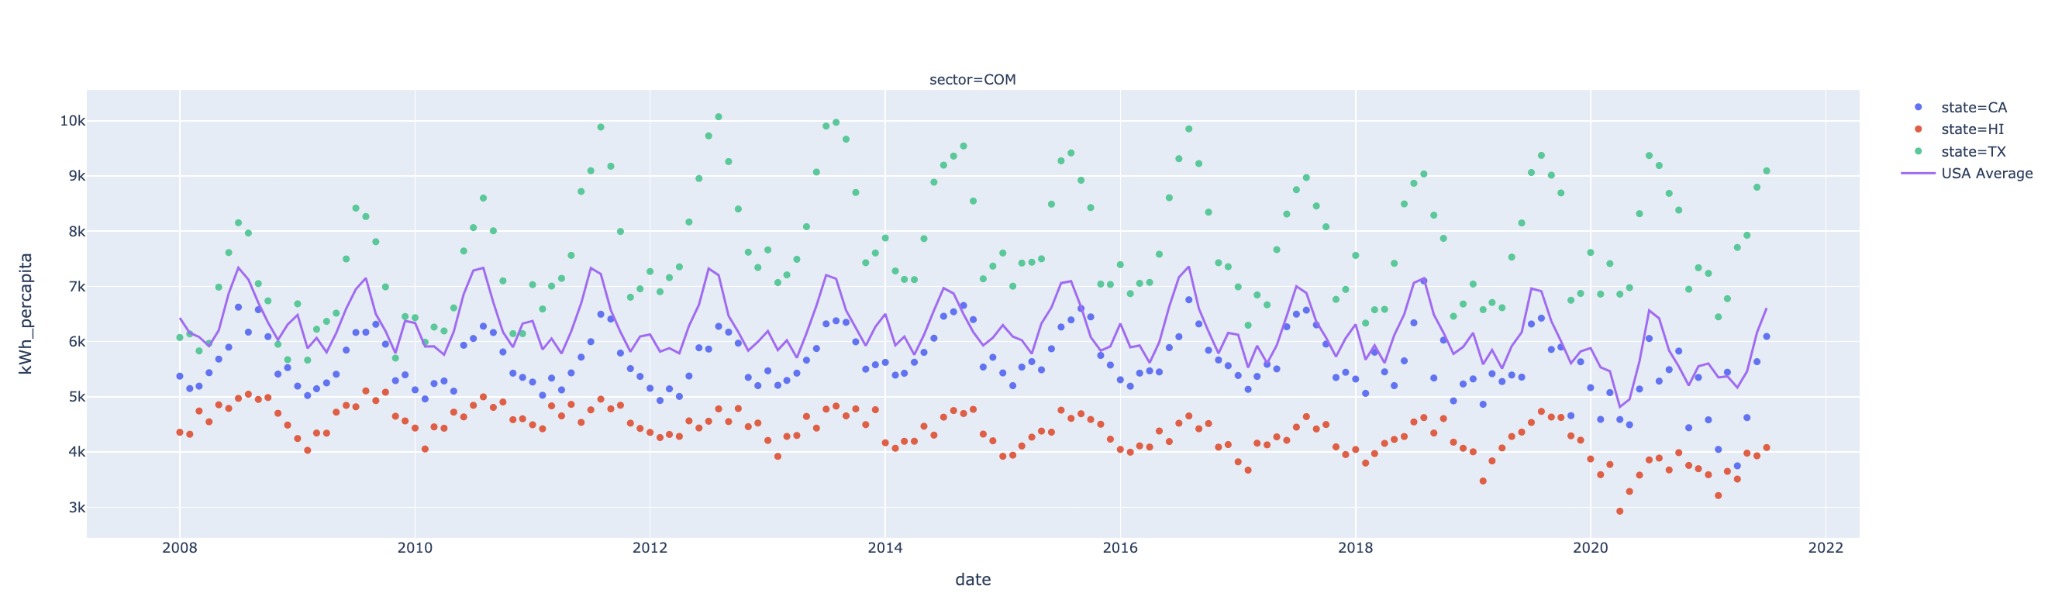 sector=COM
10k
9k
8k
7k
6k
5k
4k
3k
kWh_percapita
2008 2010 2012 2014 2016 2018 2020 2022
date
state=CA
state=HI
state=TX
USA Average